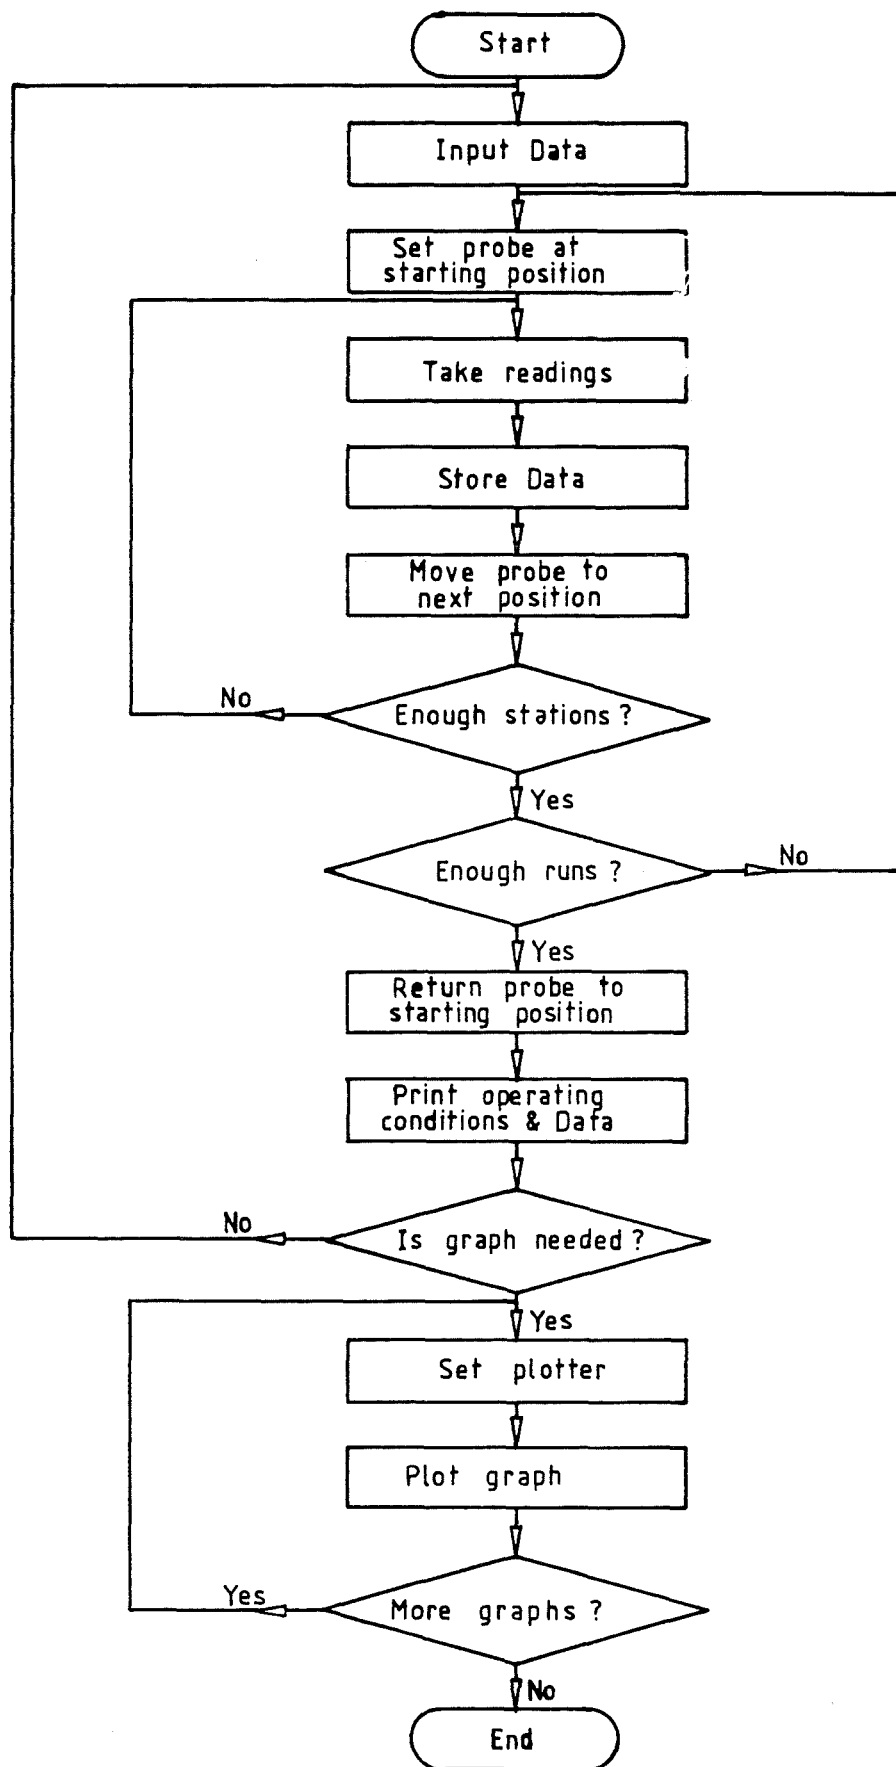 Start
Input Data
Set probe at
starting position
Take readings
Store Data
Move probe to
next position
No
Enough stations ?
Yes
Enough runs ?
No
Yes
Return probe to
starting position
Print operating
conditions & Data
No
Is graph needed ?
Yes
Set plotter
Plot graph
Yes
More graphs ?
No
End